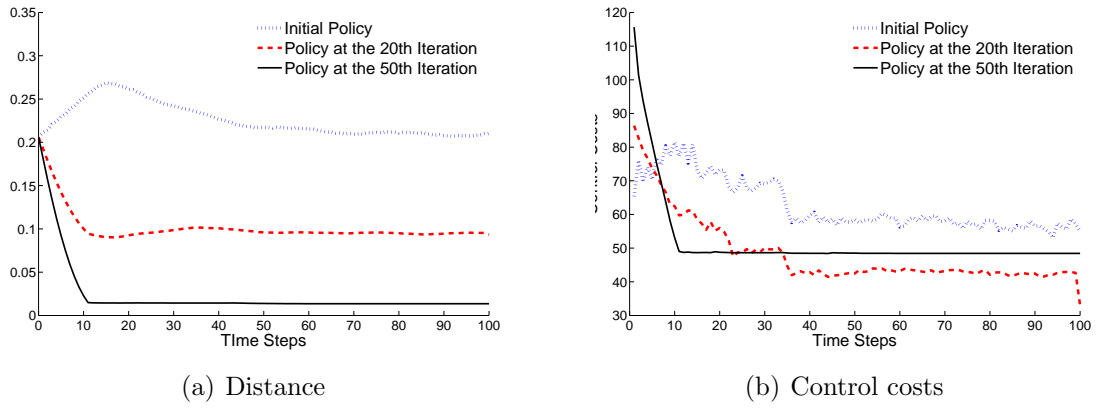 0.35
0.3
0.25
0.2
0.15
0.1
0.05
0
Initial Policy
Policy at the 20th Iteration
Policy at the 50th Iteration
0 10 20 30 40 50 60 70 80 90 100
TIme Steps
(a) Distance
120
110
100
90
80
70
60
50
40
30
Control Costs
Initial Policy
Policy at the 20th Iteration
Policy at the 50th Iteration
0 10 20 30 40 50 60 70 80 90 100
Time Steps
(b) Control costs